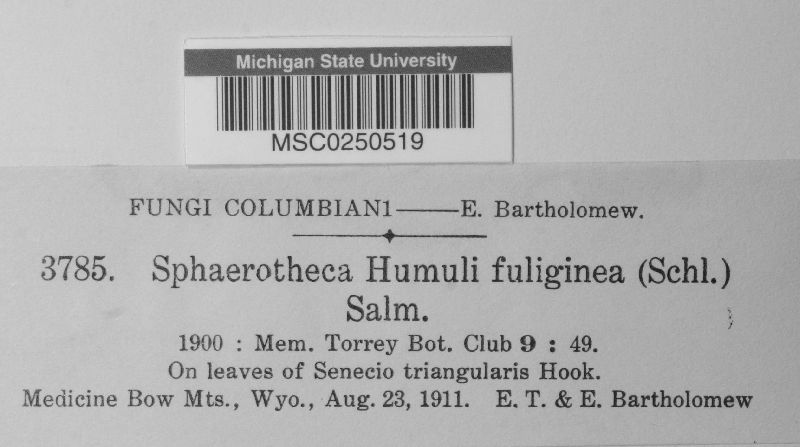 Michigan State University
MSC0250519
FUNGI COLUMBIAN1——E. Bartholomew.
3785. Sphaerotheca Humuli fuliginea (Schl.)
Salm.
1900 : Mem. Torrey Bot. Club 9 : 49.
On leaves of Senecio triangularis Hook.
Medicine Bow Mts., Wyo., Aug. 23, 1911. E. T. & E. Bartholomew